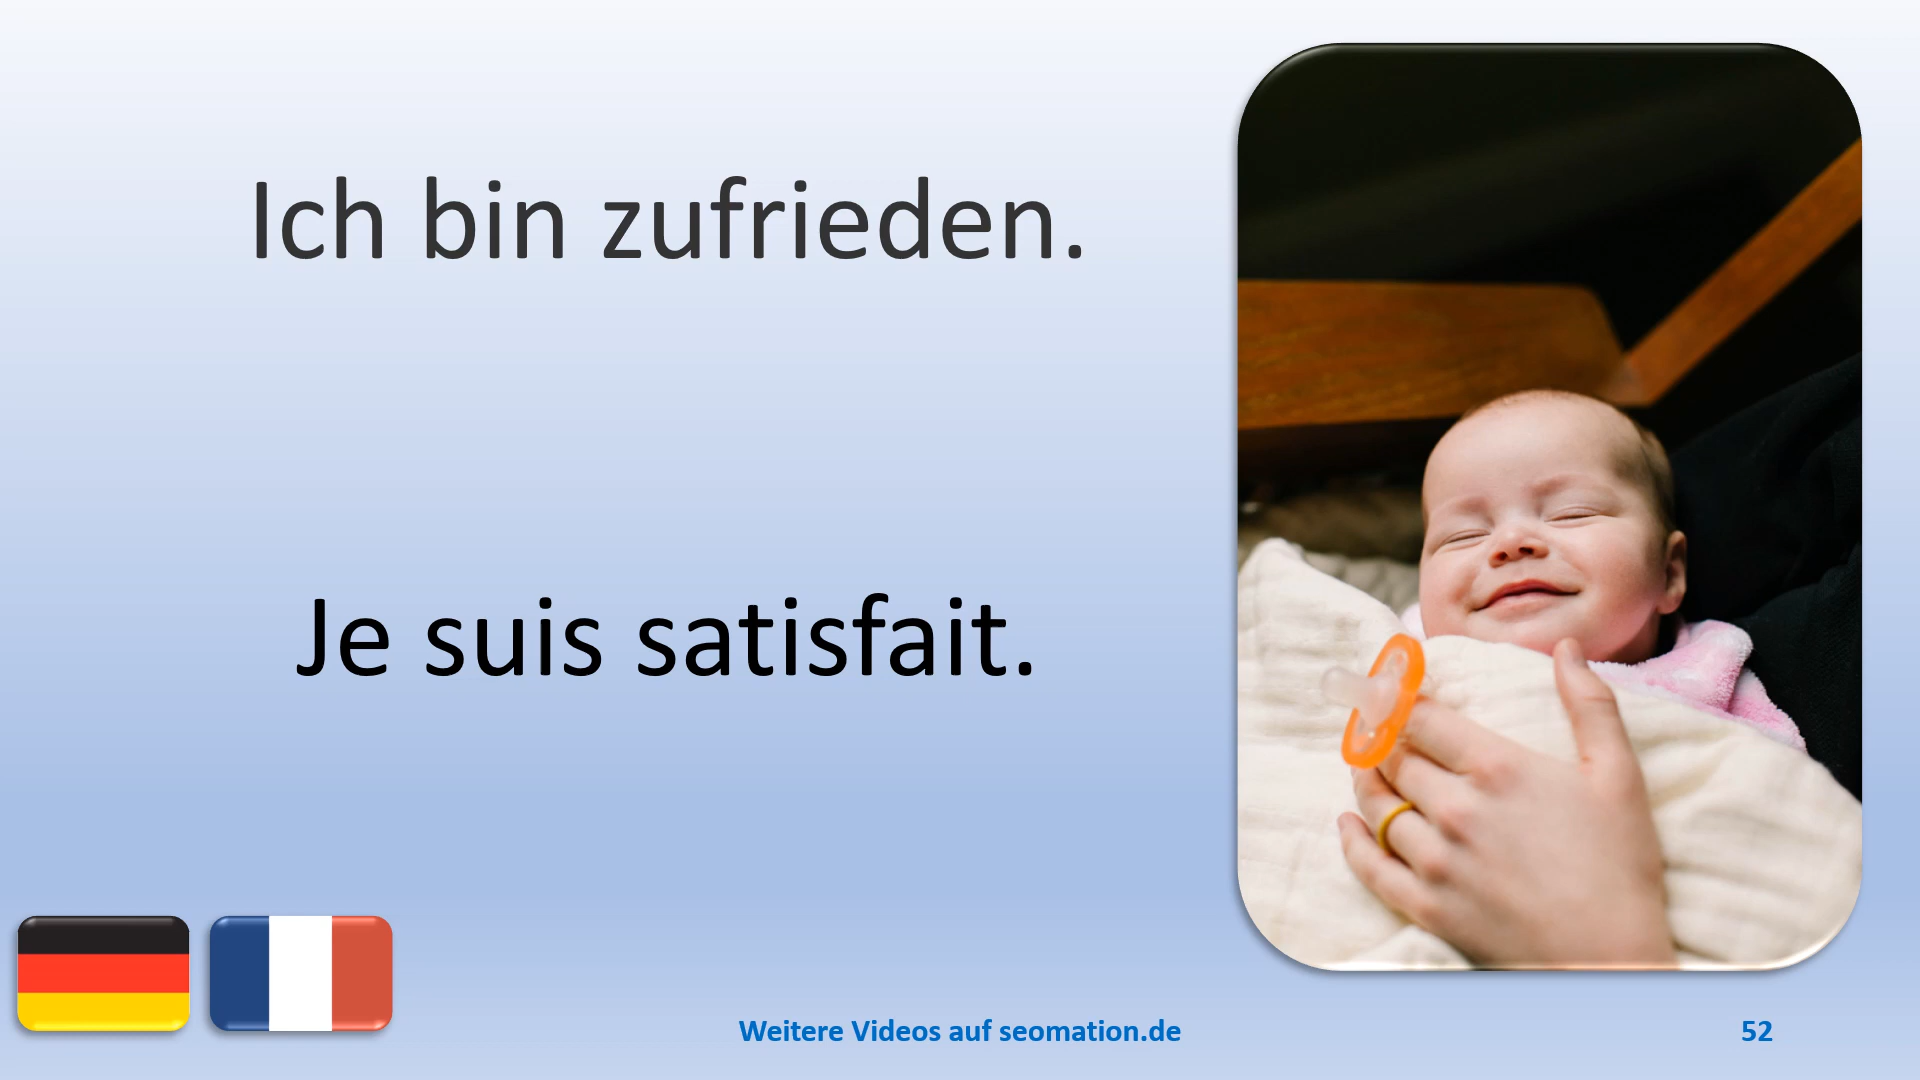 Ich bin zufrieden.
Je suis satisfait.
Weitere Videos auf seomation.de
52